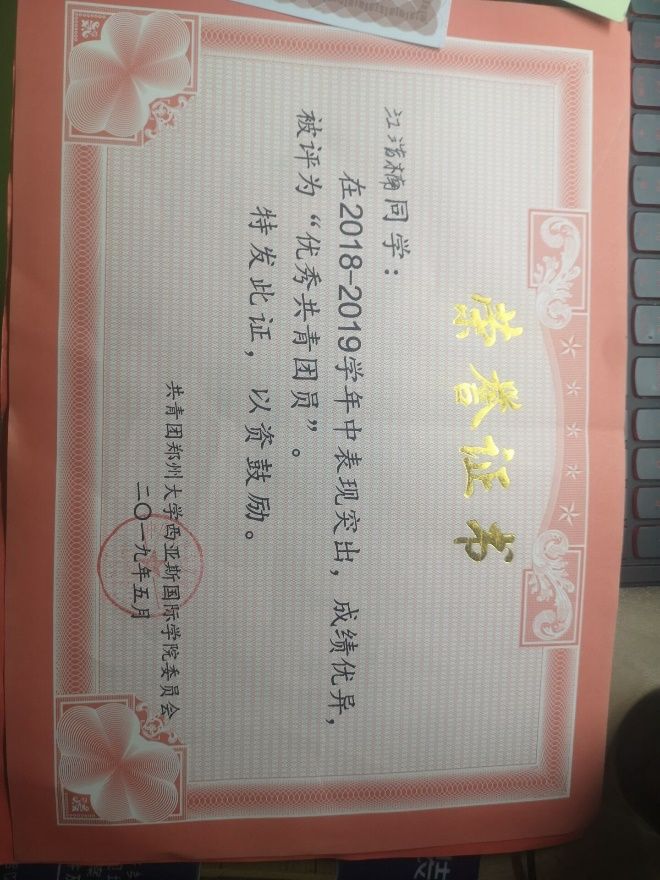 荣誉证书
江淯楠同学：
在2018-2019学年中表现突出，成绩优异，
被评为“优秀共青团员”。
特发此证，以资鼓励。
共青团郑州大学西亚斯国际学院委员会
二〇一九年五月